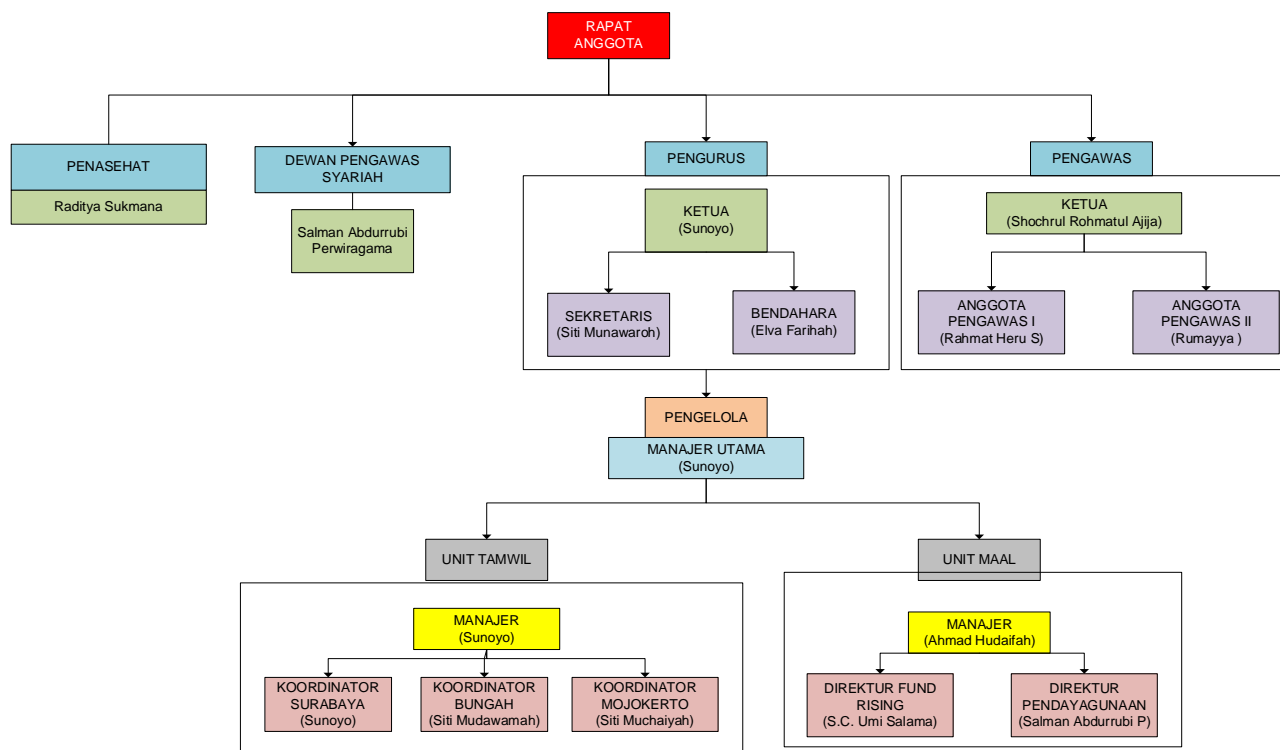 RAPAT
ANGGOTA
PENASEHAT
Raditya Sukmana
DEWAN PENGAWAS
SYARIAH
Salman Abdurrubi
Perwiragama
PENGURUS
KETUA
(Sunoyo)
SEKRETARIS
(Siti Munawaroh)
BENDAHARA
(Elva Farihah)
PENGAWAS
KETUA
(Shochrul Rohmatul Ajija)
ANGGOTA
PENGAWAS I
(Rahmat Heru S)
ANGGOTA
PENGAWAS II
(Rumayya )
PENGELOLA
MANAJER UTAMA
(Sunoyo)
UNIT TAMWIL
MANAJER
(Sunoyo)
KOORDINATOR
SURABAYA
(Sunoyo)
KOORDINATOR
BUNGAH
(Siti Mudawamah)
KOORDINATOR
MOJOKERTO
(Siti Muchaiyah)
UNIT MAAL
MANAJER
(Ahmad Hudaifah)
DIREKTUR FUND
RISING
(S.C. Umi Salama)
DIREKTUR
PENDAYAGUNAAN
(Salman Abdurrubi P)